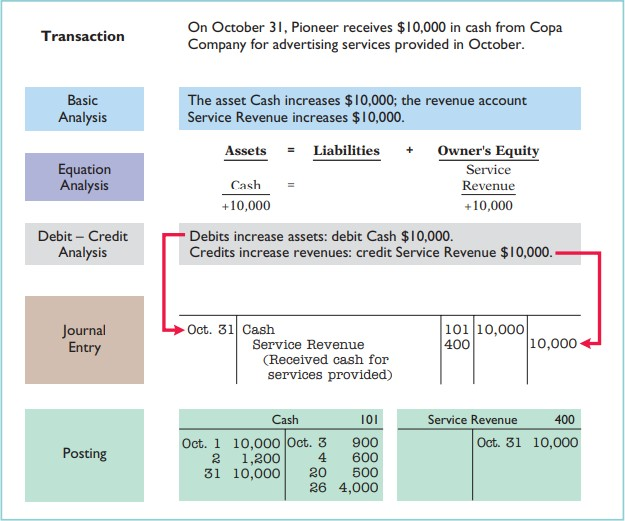 Transaction
On October 31, Pioneer receives $10,000 in cash from Copa
Company for advertising services provided in October.
Basic
Analysis
The asset Cash increases $10,000; the revenue account
Service Revenue increases $10,000.
Equation
Analysis
Assets = Liabilities + Owner's Equity
Service
Cash = Revenue
+10,000 +10,000
Debit – Credit
Analysis
Debits increase assets: debit Cash $10,000.
Credits increase revenues: credit Service Revenue $10,000.
Journal
Entry
Oct. 31 Cash 101 10,000
Service Revenue 400 10,000
(Received cash for
services provided)
Posting
Cash 101
Oct. 1 10,000 Oct. 3 900
2 1,200 4 600
31 10,000 20 500
26 4,000
Service Revenue 400
Oct. 31 10,000